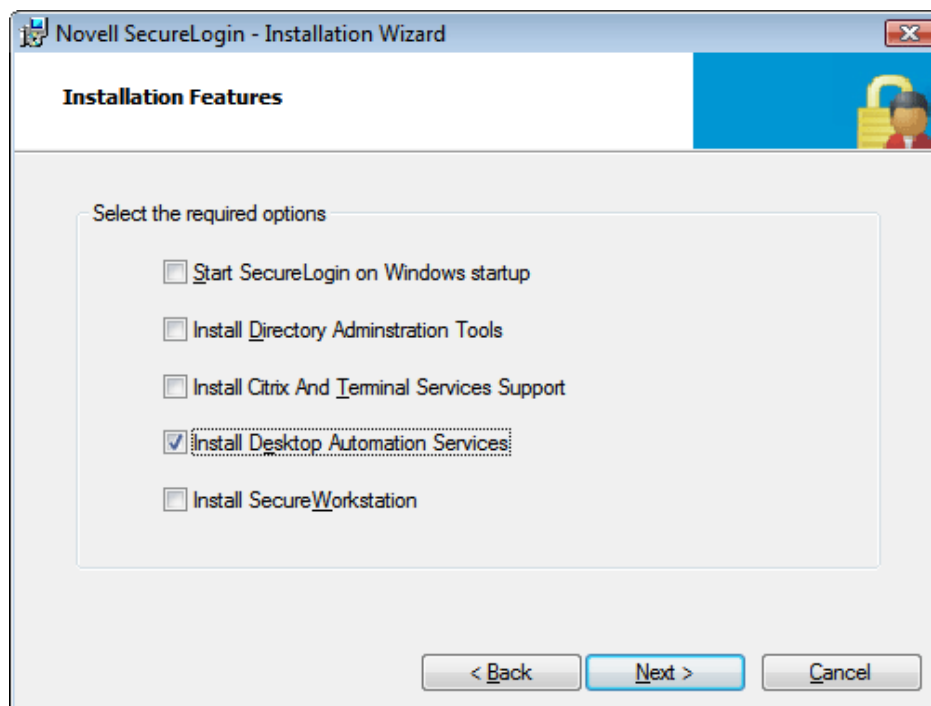 Novell SecureLogin - Installation Wizard
Installation Features
Select the required options
Start SecureLogin on Windows startup
Install Directory Adminstration Tools
Install Citrix And Terminal Services Support
Install Desktop Automation Services
Install SecureWorkstation
< Back Next > Cancel